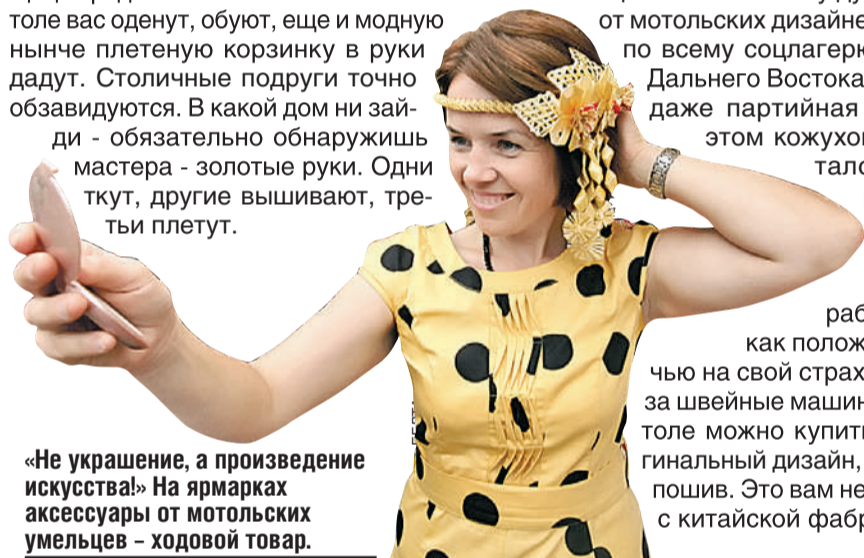 толе вас оденут, обуют, еще и модную
нынче плетеную корзинку в руки
дадут. Столичные подруги точно
обзавидуются. В какой дом ни зай-
ди - обязательно обнаружишь
мастера - золотые руки. Одни
ткут, другие вышивают, тре-
тьи плетут.
«Не украшение, а произведение
искусства!» На ярмарках
аксессуары от мотольских
умельцев – ходовой товар.
от мотольских дизайне
по всему соцлагерю
Дальнего Востока
даже партийная
этом кожухо
тало
раб
как полож
чью на свой страх
за швейные машин
толе можно купит
гинальный дизайн,
пошив. Это вам не
с китайской фабр